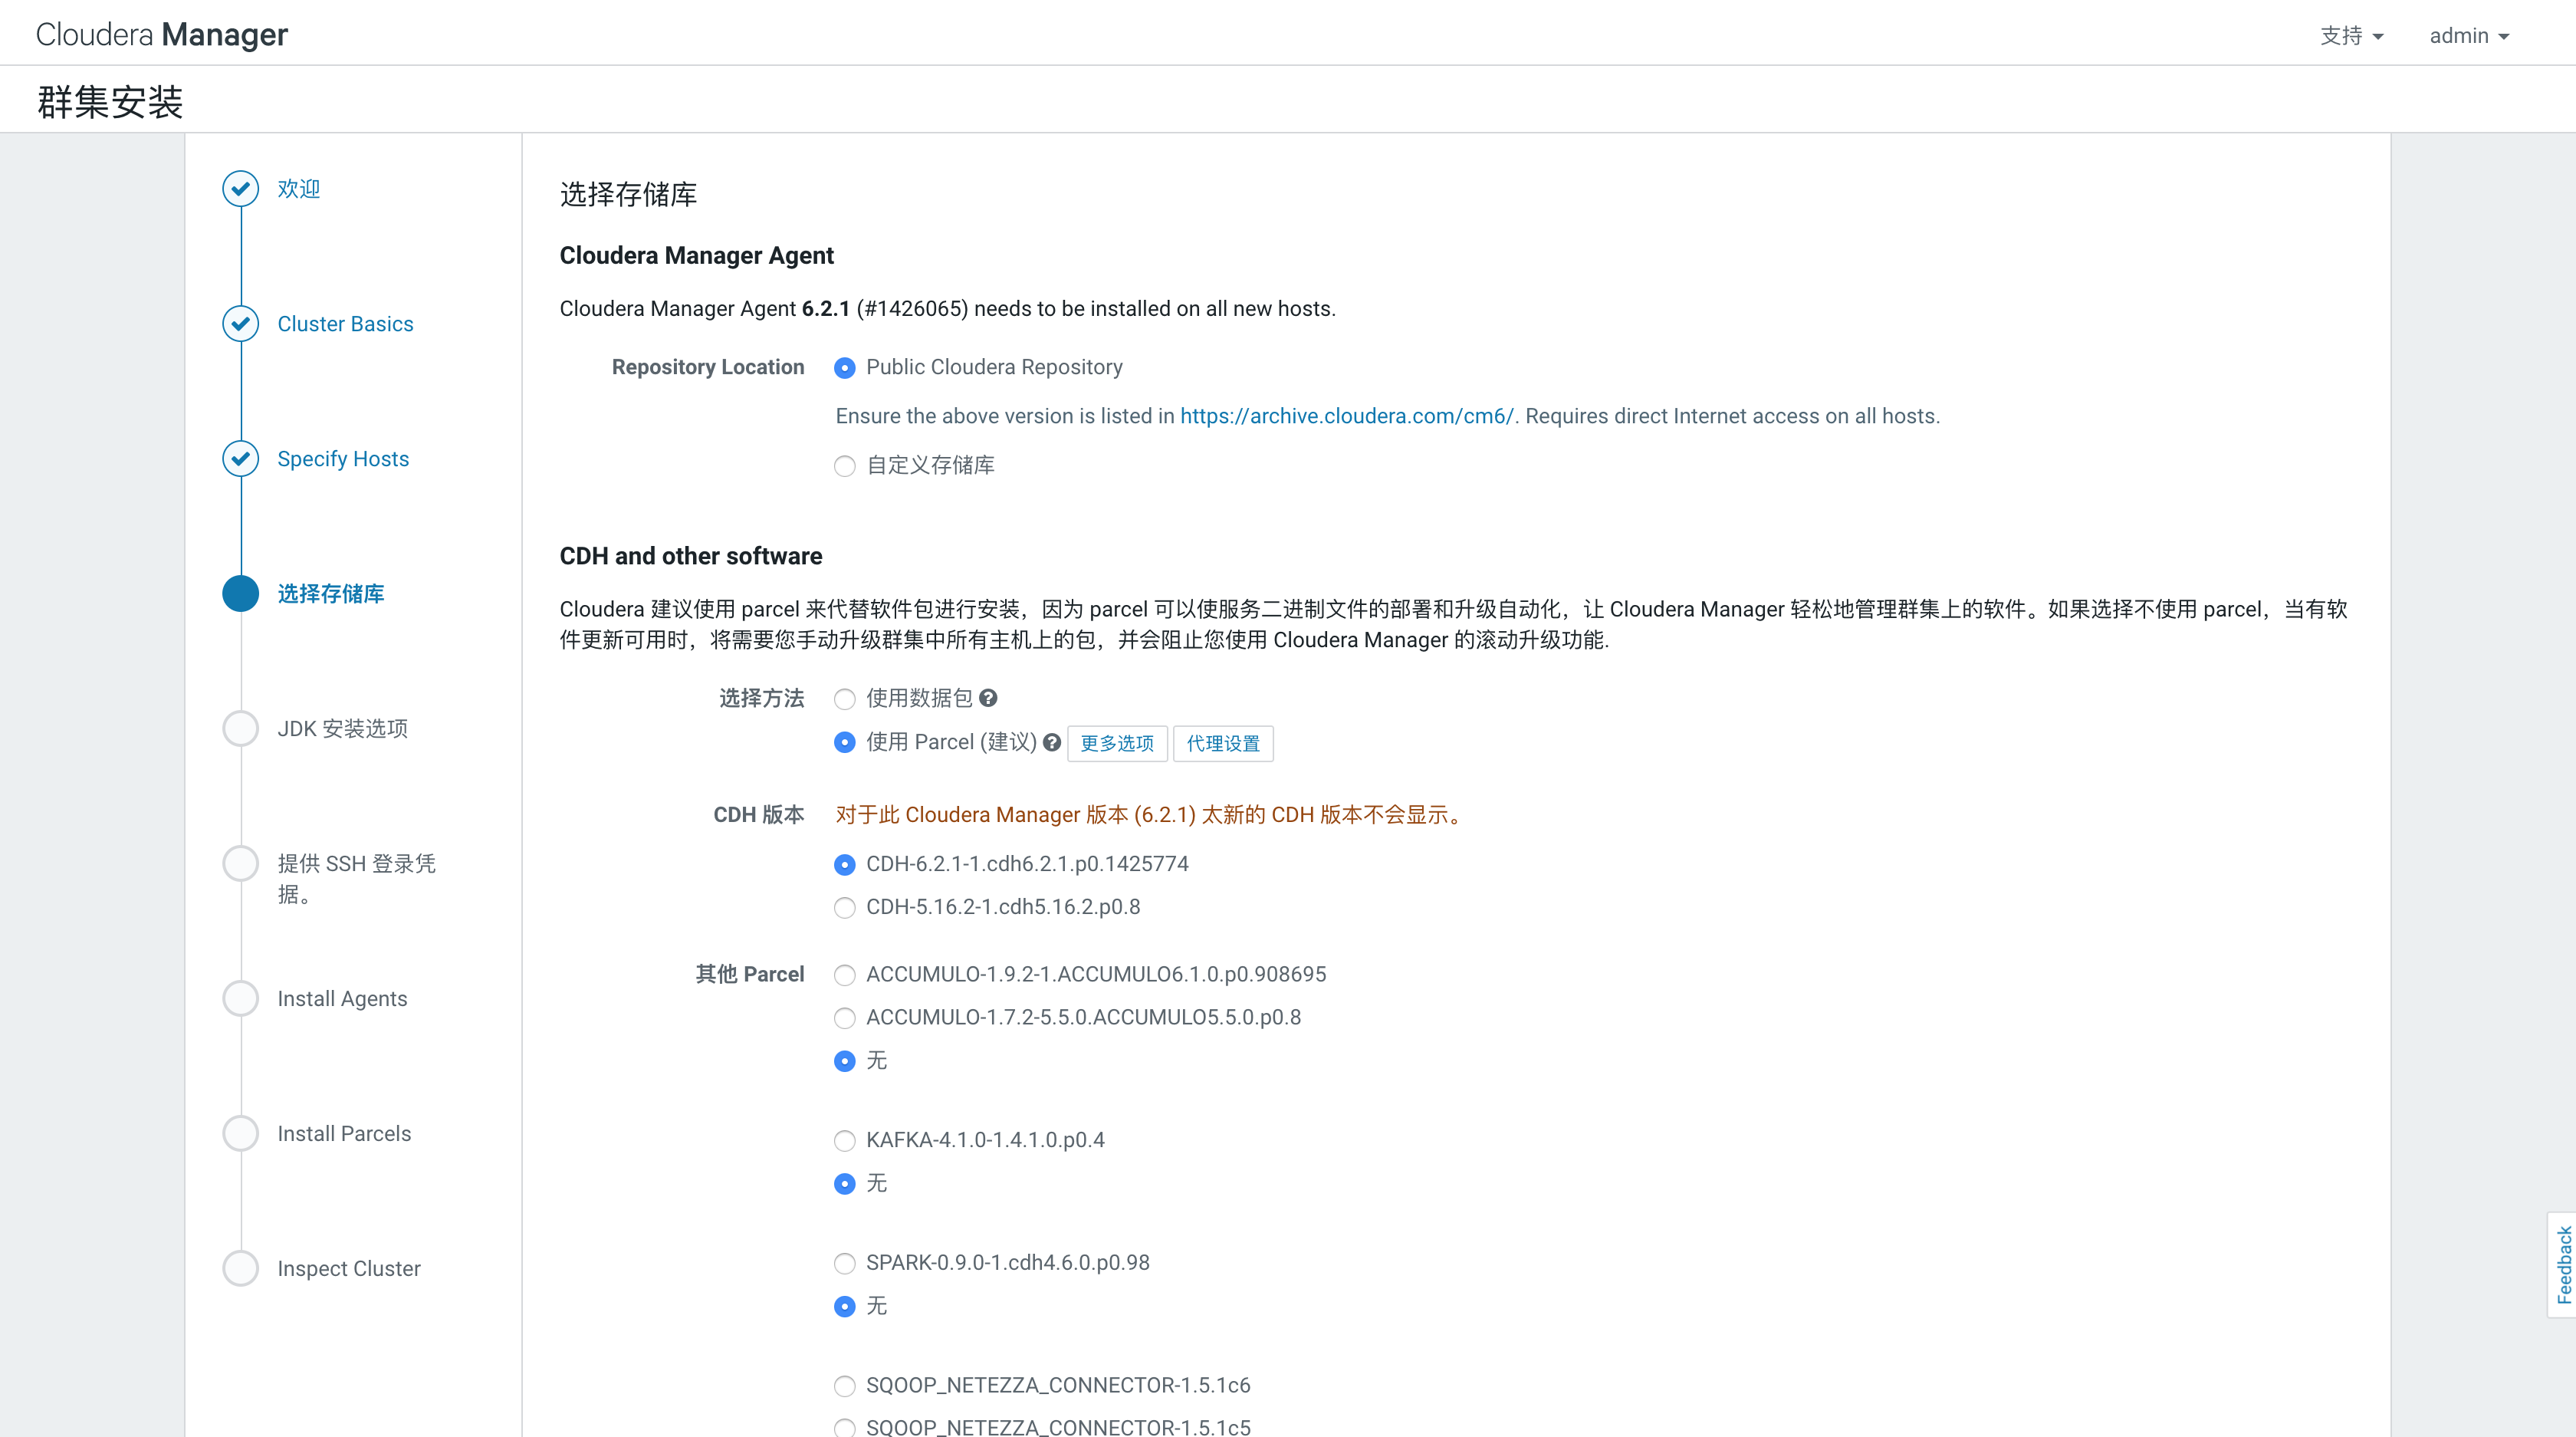 Cloudera Manager
支持
admin
群集安装
欢迎
Cluster Basics
Specify Hosts
选择存储库
JDK 安装选项
提供 SSH 登录凭
据。
Install Agents
Install Parcels
Inspect Cluster
选择存储库
Cloudera Manager Agent
Cloudera Manager Agent 6.2.1 (#1426065) needs to be installed on all new hosts.
Repository Location
Public Cloudera Repository
Ensure the above version is listed in https://archive.cloudera.com/cm6/. Requires direct Internet access on all hosts.
自定义存储库
CDH and other software
Cloudera 建议使用 parcel 来代替软件包进行安装，因为 parcel 可以使服务二进制文件的部署和升级自动化，让 Cloudera Manager 轻松地管理群集上的软件。如果选择不使用 parcel，当有软
件更新可用时，将需要您手动升级群集中所有主机上的包，并会阻止您使用 Cloudera Manager 的滚动升级功能.
选择方法
使用数据包
使用 Parcel (建议)
更多选项
代理设置
CDH 版本
对于此 Cloudera Manager 版本 (6.2.1) 太新的 CDH 版本不会显示。
CDH-6.2.1-1.cdh6.2.1.p0.1425774
CDH-5.16.2-1.cdh5.16.2.p0.8
其他 Parcel
ACCUMULO-1.9.2-1.ACCUMULO6.1.0.p0.908695
ACCUMULO-1.7.2-5.5.0.ACCUMULO5.5.0.p0.8
无
KAFKA-4.1.0-1.4.1.0.p0.4
无
SPARK-0.9.0-1.cdh4.6.0.p0.98
无
SQOOP_NETEZZA_CONNECTOR-1.5.1c6
SQOOP_NETEZZA_CONNECTOR-1.5.1c5
Feedback